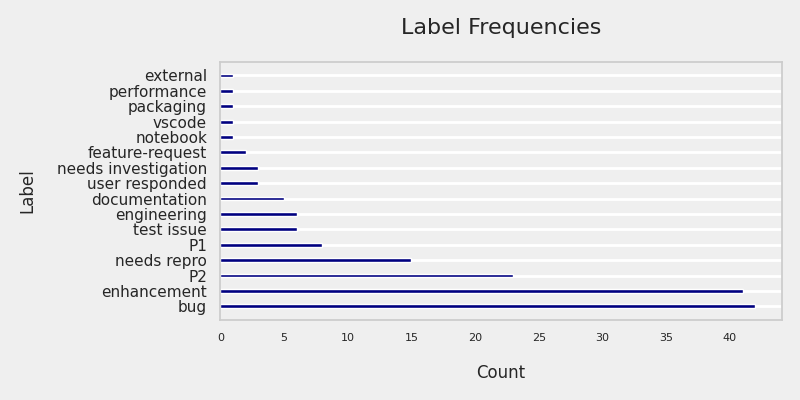 Label Frequencies
external
performance
packaging
vscode
notebook
feature-request
needs investigation
user responded
documentation
engineering
test issue
P1
needs repro
P2
enhancement
bug
Label
0 5 10 15 20 25 30 35 40
Count